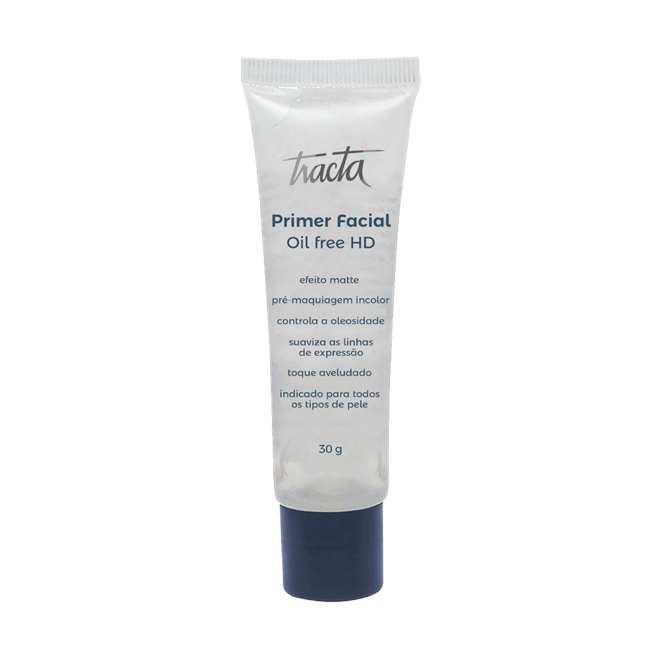 tracta
Primer Facial
Oil free HD
efeito matte
pré-maquiagem incolor
controla a oleosidade
suaviza as linhas
de expressão
toque aveludado
indicado para todos
os tipos de pele
30 g